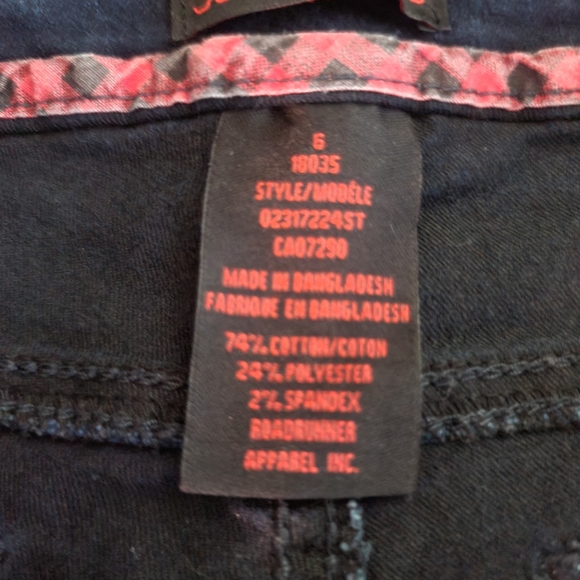 6
18035
STYLE/MODÈLE
02317224ST
CA07290
MADE IN BANGLADESH
FABRIQUE EN BANGLADESH
74% COTTON/COTON
24% POLYESTER
2% SPANDEX
ROADRUNNER
APPAREL INC.